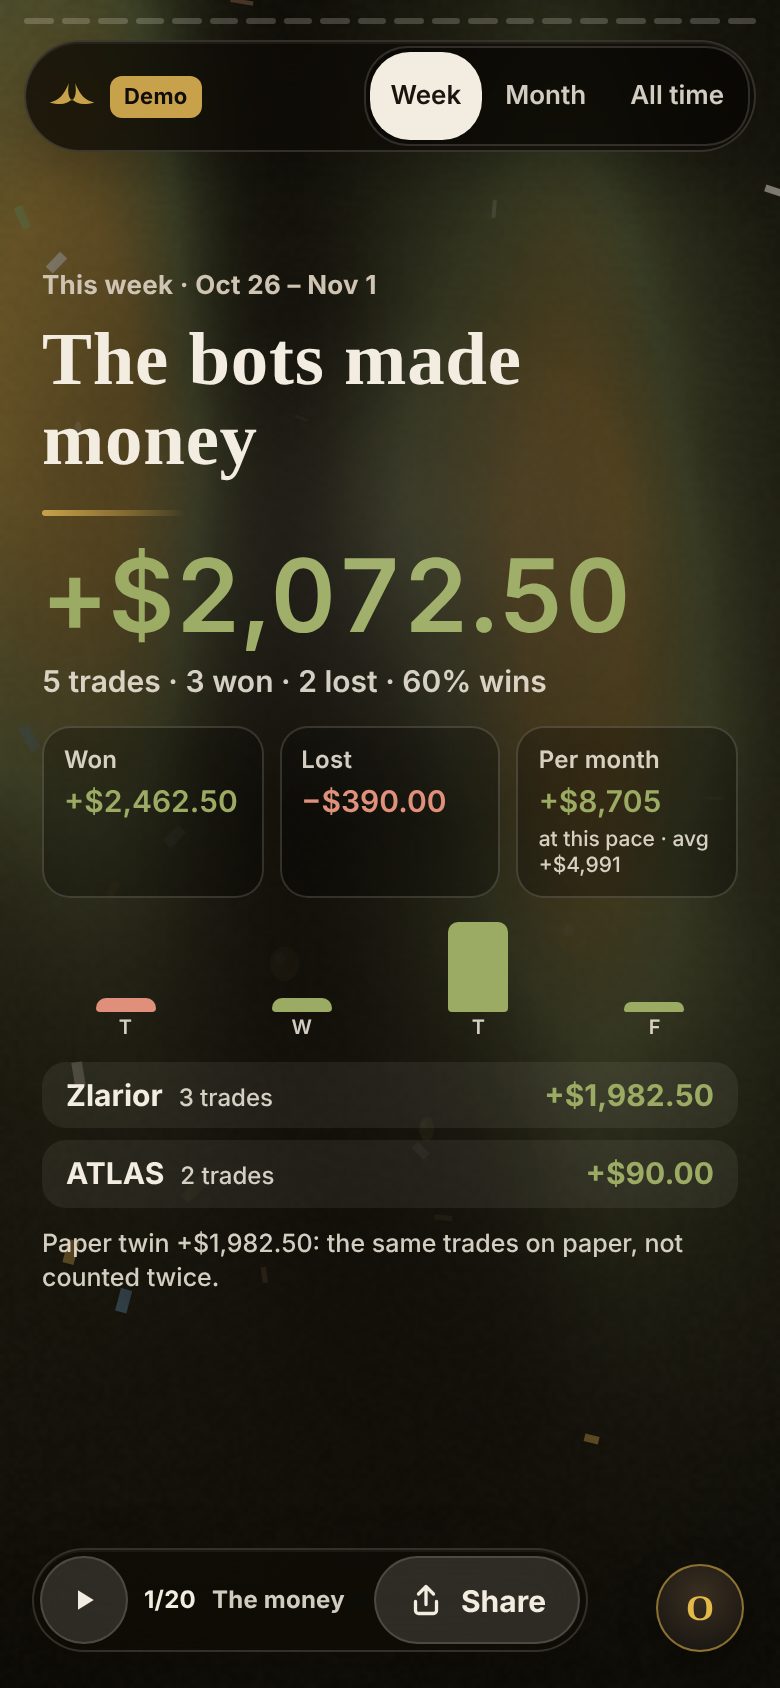 Demo
Week Month All time
This week · Oct 26 – Nov 1
The bots made
money
+$2,072.50
5 trades · 3 won · 2 lost · 60% wins
Won
+$2,462.50
Lost
−$390.00
Per month
+$8,705
at this pace · avg
+$4,991
T W T F
Zlarior 3 trades +$1,982.50
ATLAS 2 trades +$90.00
Paper twin +$1,982.50: the same trades on paper, not
counted twice.
1/20 The money Share
O